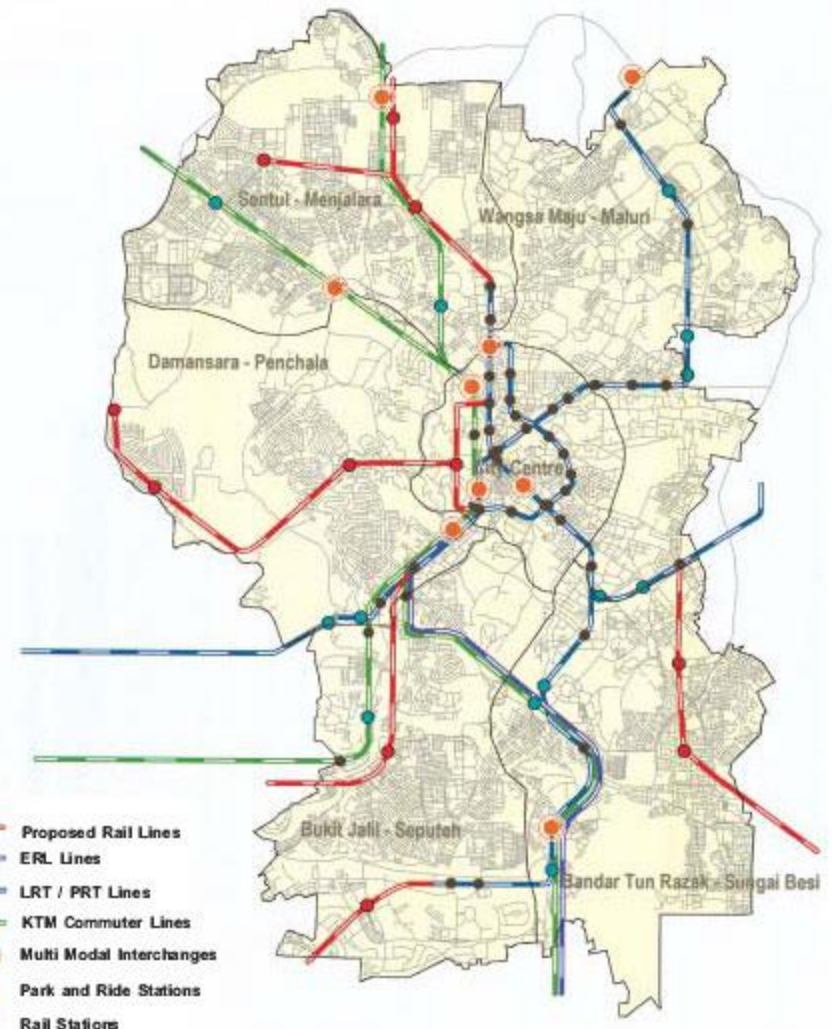 Sentul - Menjalara
Wangsa Maju - Maluri
Damansara - Penchala
City Centre
Bukit Jalil - Seputeh
Bandar Tun Razak - Sungai Besi
Proposed Rail Lines
ERL Lines
LRT / PRT Lines
KTM Commuter Lines
Multi Modal Interchanges
Park and Ride Stations
Rail Stations